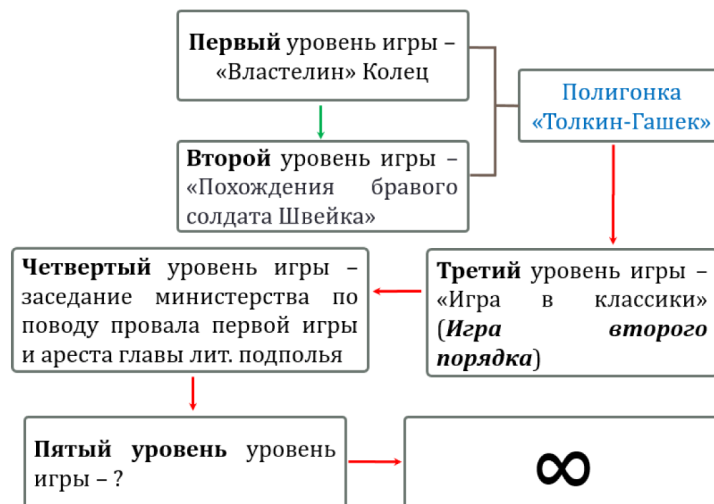 Первый уровень игры –
«Властелин» Колец
Полигонка
«Толкин-Гашек»
Второй уровень игры –
«Похождения бравого
солдата Швейка»
Четвертый уровень игры –
заседание министерства по
поводу провала первой игры
и ареста главы лит. подполья
Третий уровень игры –
«Игра в классики»
(Игра второго
порядка)
Пятый уровень уровень
игры – ?
∞